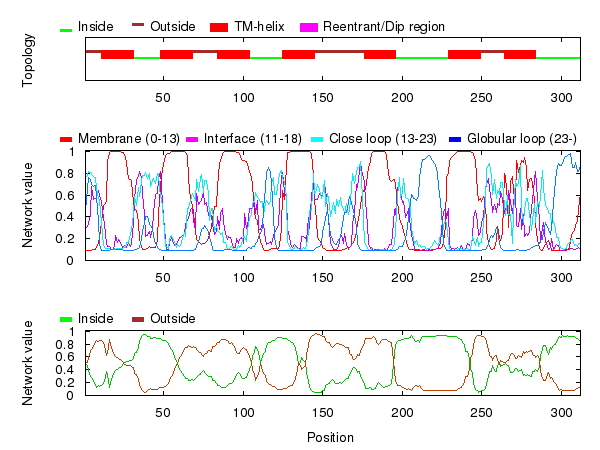 Inside Outside TM-helix Reentrant/Dip region
Topology
50 100 150 200 250 300
Membrane (0-13) Interface (11-18) Close loop (13-23) Globular loop (23-)
Network value
1
0.8
0.6
0.4
0.2
0
50 100 150 200 250 300
Inside Outside
Network value
1
0.8
0.6
0.4
0.2
0
50 100 150 200 250 300
Position